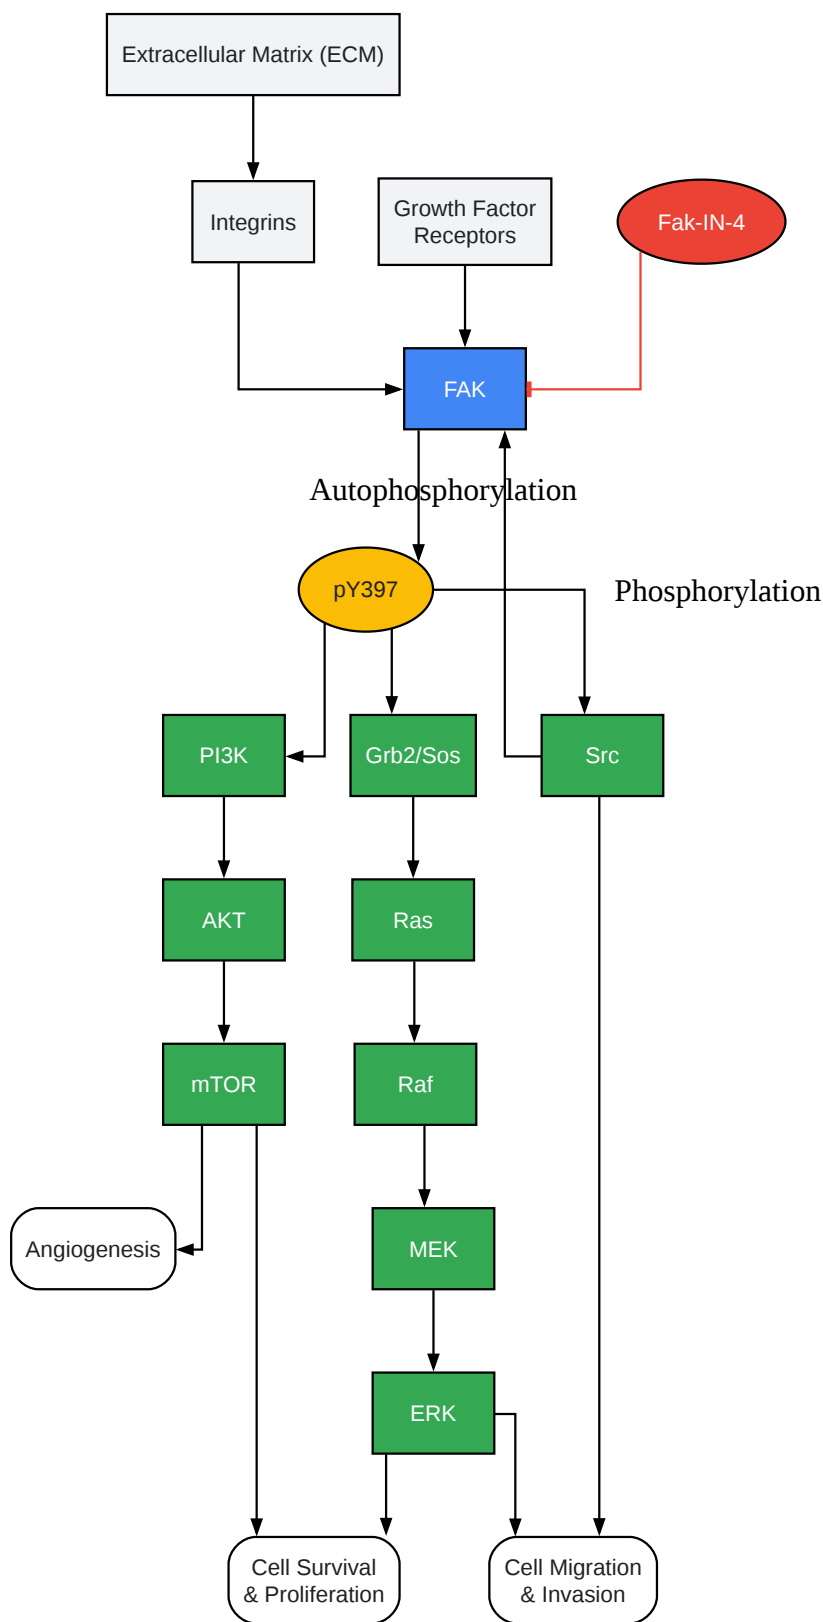 Extracellular Matrix (ECM)
Integrins
Growth Factor
Receptors
Fak-IN-4
FAK
Autophosphorylation
pY397
Phosphorylation
PI3K
Grb2/Sos
Src
AKT
Ras
mTOR
Raf
Angiogenesis
MEK
ERK
Cell Survival
& Proliferation
Cell Migration
& Invasion